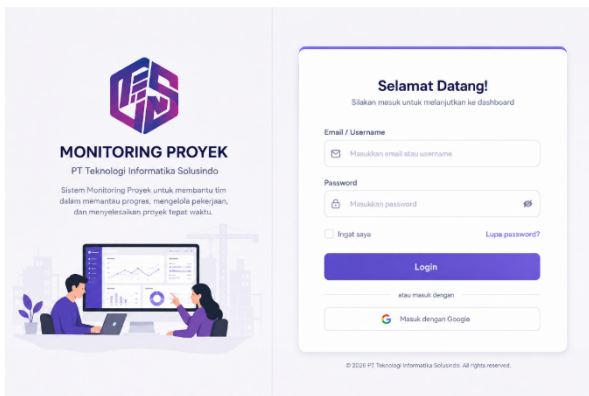 MONITORING PROYEK
PT Teknologi Informatika Solusindo
Sistem Monitoring Proyek untuk membantu tim
dalam memantau progres, mengelola pekerjaan,
dan menyelesaikan proyek tepat waktu.
Selamat Datang!
Silakan masuk untuk melanjutkan ke dashboard
Email / Username
Masukkan email atau username
Password
Masukkan password
Ingat saya
Lupa password?
Login
atau masuk dengan
Masuk dengan Google
© 2026 PT Teknologi Informatika Solusindo. All rights reserved.